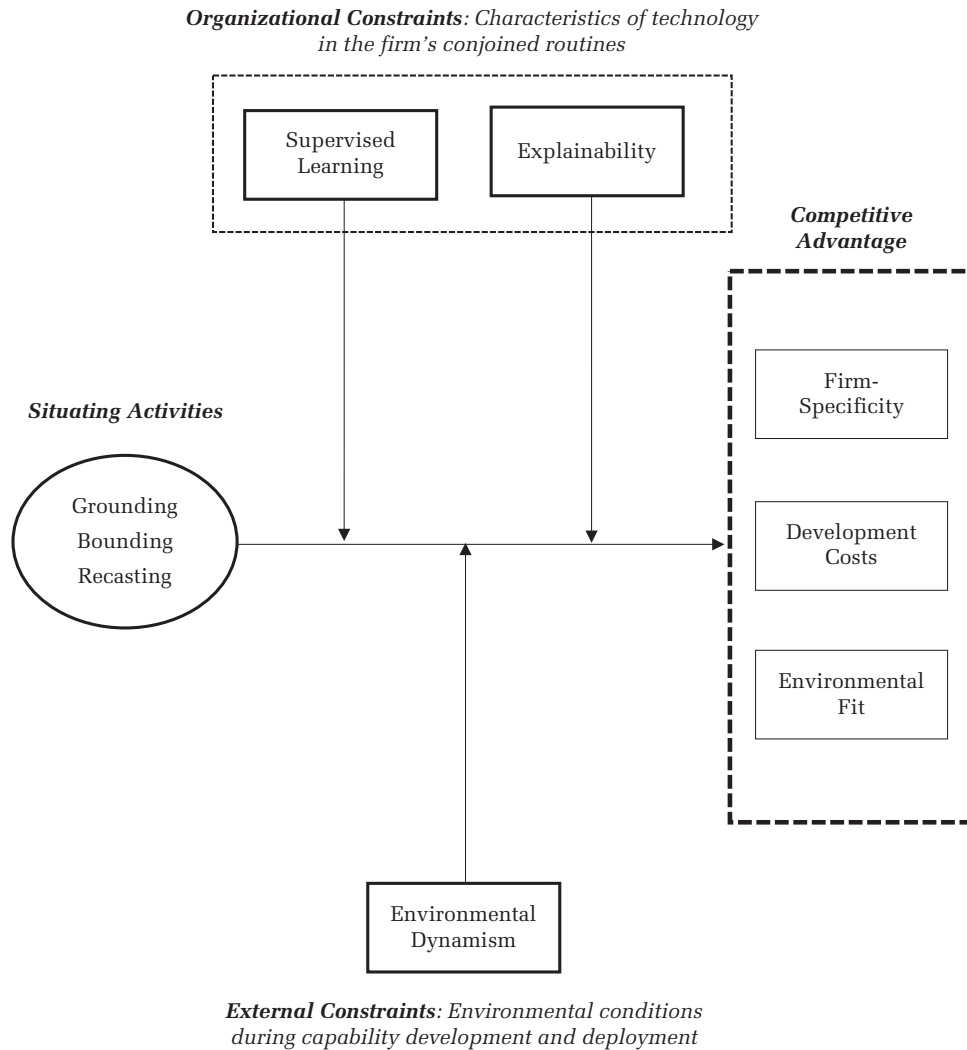 Organizational Constraints: Characteristics of technology
in the firm's conjoined routines
Supervised
Learning
Explainability
Competitive
Advantage
Firm-
Specificity
Situating Activities
Grounding
Bounding
Recasting
Development
Costs
Environmental
Fit
Environmental
Dynamism
External Constraints: Environmental conditions
during capability development and deployment